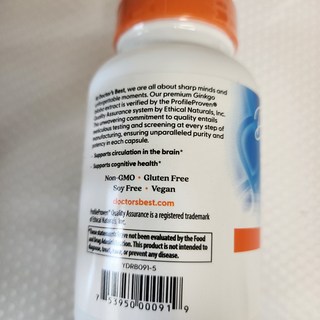 At Doctor's Best, we are all about sharp minds and
unforgettable moments. Our premium Ginkgo
biloba extract is verified by the ProfileProven®
Quality Assurance system by Ethical Naturals, Inc.
This unwavering commitment to quality entails
meticulous testing and screening at every step of
manufacturing, ensuring unparalleled purity and
potency in each capsule.
• Supports circulation in the brain*
• Supports cognitive health*
Non-GMO • Gluten Free
Soy Free • Vegan
doctorsbest.com
ProfileProven® Quality Assurance is a registered trademark
of Ethical Naturals, Inc.
*These statements have not been evaluated by the Food
and Drug Administration. This product is not intended to
diagnose, treat, cure, or prevent any disease.
YDRB091-5
7 53950 00091 9